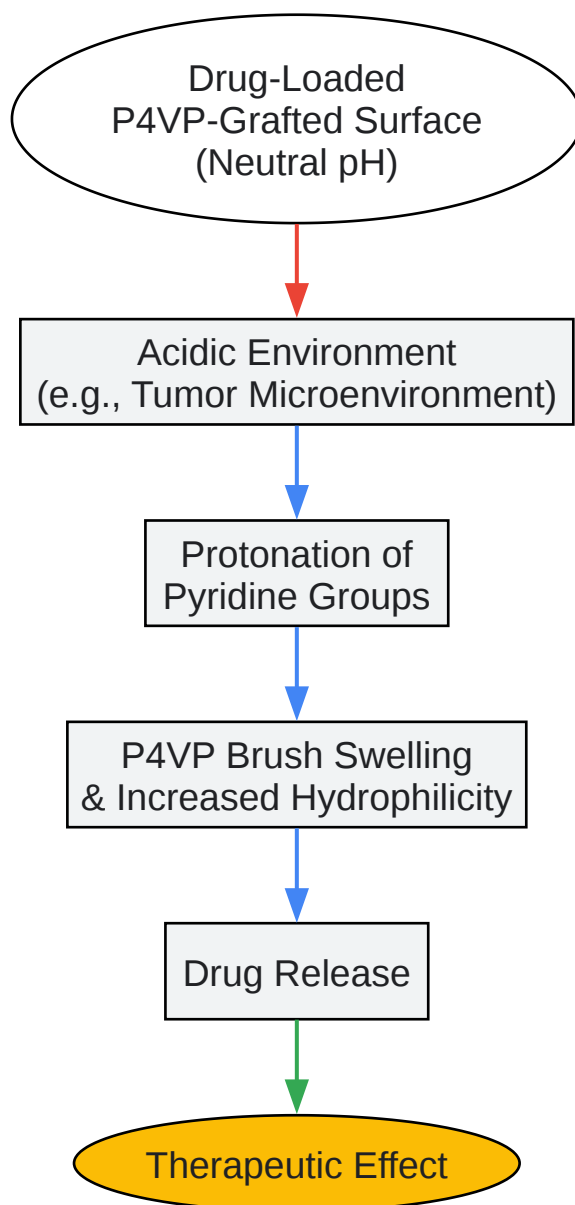 Drug-Loaded
P4VP-Grafted Surface
(Neutral pH)
Acidic Environment
(e.g., Tumor Microenvironment)
Protonation of
Pyridine Groups
P4VP Brush Swelling
& Increased Hydrophilicity
Drug Release
Therapeutic Effect